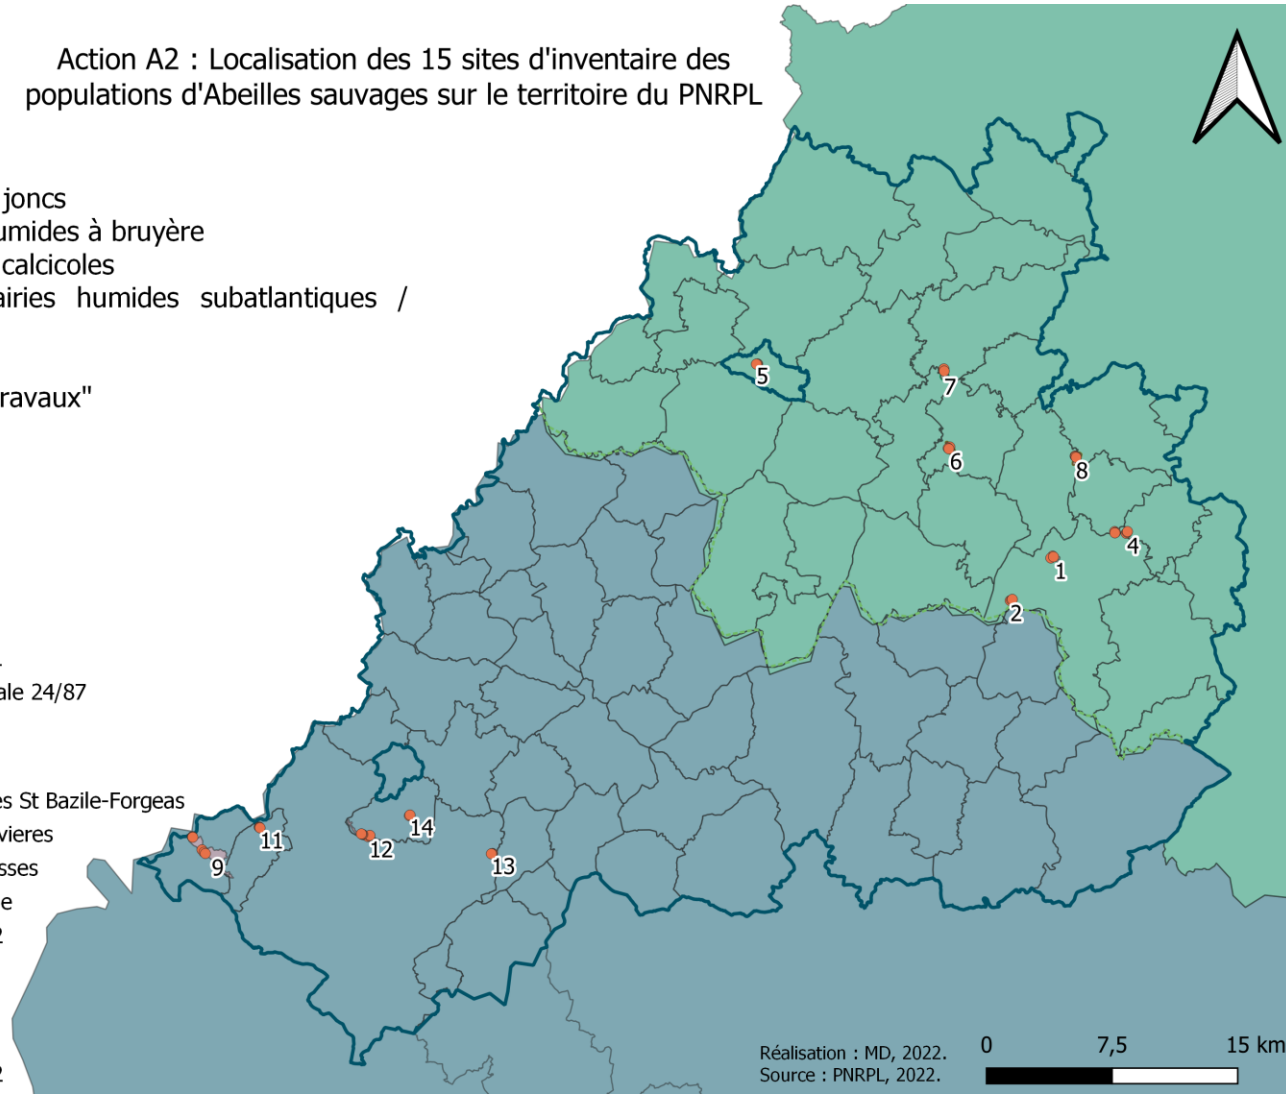 Action A2 : Localisation des 15 sites d'inventaire des
populations d'Abeilles sauvages sur le territoire du PNRPL
joncs
umides à bruyère
calcicoles
airies humides subatlantiques /
ravaux"
ale 24/87
es St Bazile-Forgeas
vieres
sses
e
2
2
5
7
6
8
4
1
2
14
11
12
13
9
Réalisation : MD, 2022.
Source : PNRPL, 2022.
0 7,5 15 km